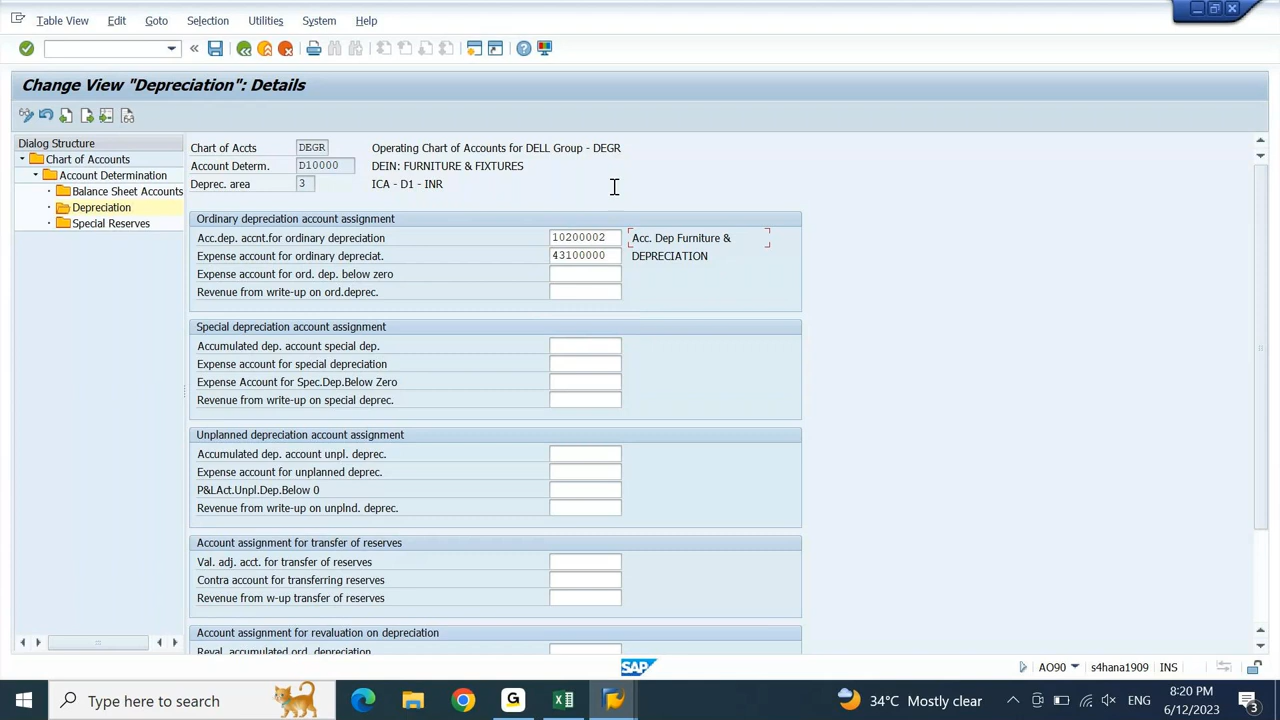 Table View Edit Goto Selection Utilities System Help
Change View "Depreciation": Details
Dialog Structure
Chart of Accounts
Account Determination
Balance Sheet Accounts
Depreciation
Special Reserves
Chart of Accts DEGR Operating Chart of Accounts for DELL Group - DEGR
Account Determ. D10000 DEIN: FURNITURE & FIXTURES
Deprec. area 3 ICA - D1 - INR
Ordinary depreciation account assignment
Acc.dep. accnt.for ordinary depreciation 10200002 Acc. Dep Furniture &
Expense account for ordinary depreciat. 43100000 DEPRECIATION
Expense account for ord. dep. below zero
Revenue from write-up on ord.deprec.
Special depreciation account assignment
Accumulated dep. account special dep.
Expense account for special depreciation
Expense Account for Spec.Dep.Below Zero
Revenue from write-up on special deprec.
Unplanned depreciation account assignment
Accumulated dep. account unpl. deprec.
Expense account for unplanned deprec.
P&LAct.Unpl.Dep.Below 0
Revenue from write-up on unplnd. deprec.
Account assignment for transfer of reserves
Val. adj. acct. for transfer of reserves
Contra account for transferring reserves
Revenue from w-up transfer of reserves
Account assignment for revaluation on depreciation
Reval. accumulated ord. depreciation
SAP AO90 s4hana1909 INS
Type here to search 34°C Mostly clear ENG 8:20 PM
6/12/2023 3